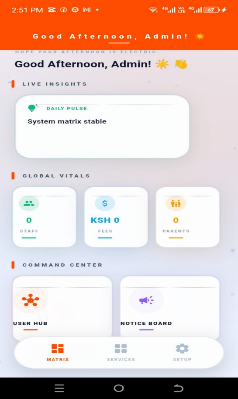 2:51 PM
Good Afternoon, Admin! ☀️
HOPE YOUR AFTERNOON IS ELECTRIC.
Good Afternoon, Admin! ☀️ 👋
LIVE INSIGHTS
DAILY PULSE
System matrix stable
GLOBAL VITALS
0
STAFF
KSH 0
FEES
0
PARENTS
COMMAND CENTER
USER HUB
NOTICE BOARD
MATRIX
SERVICES
SETUP